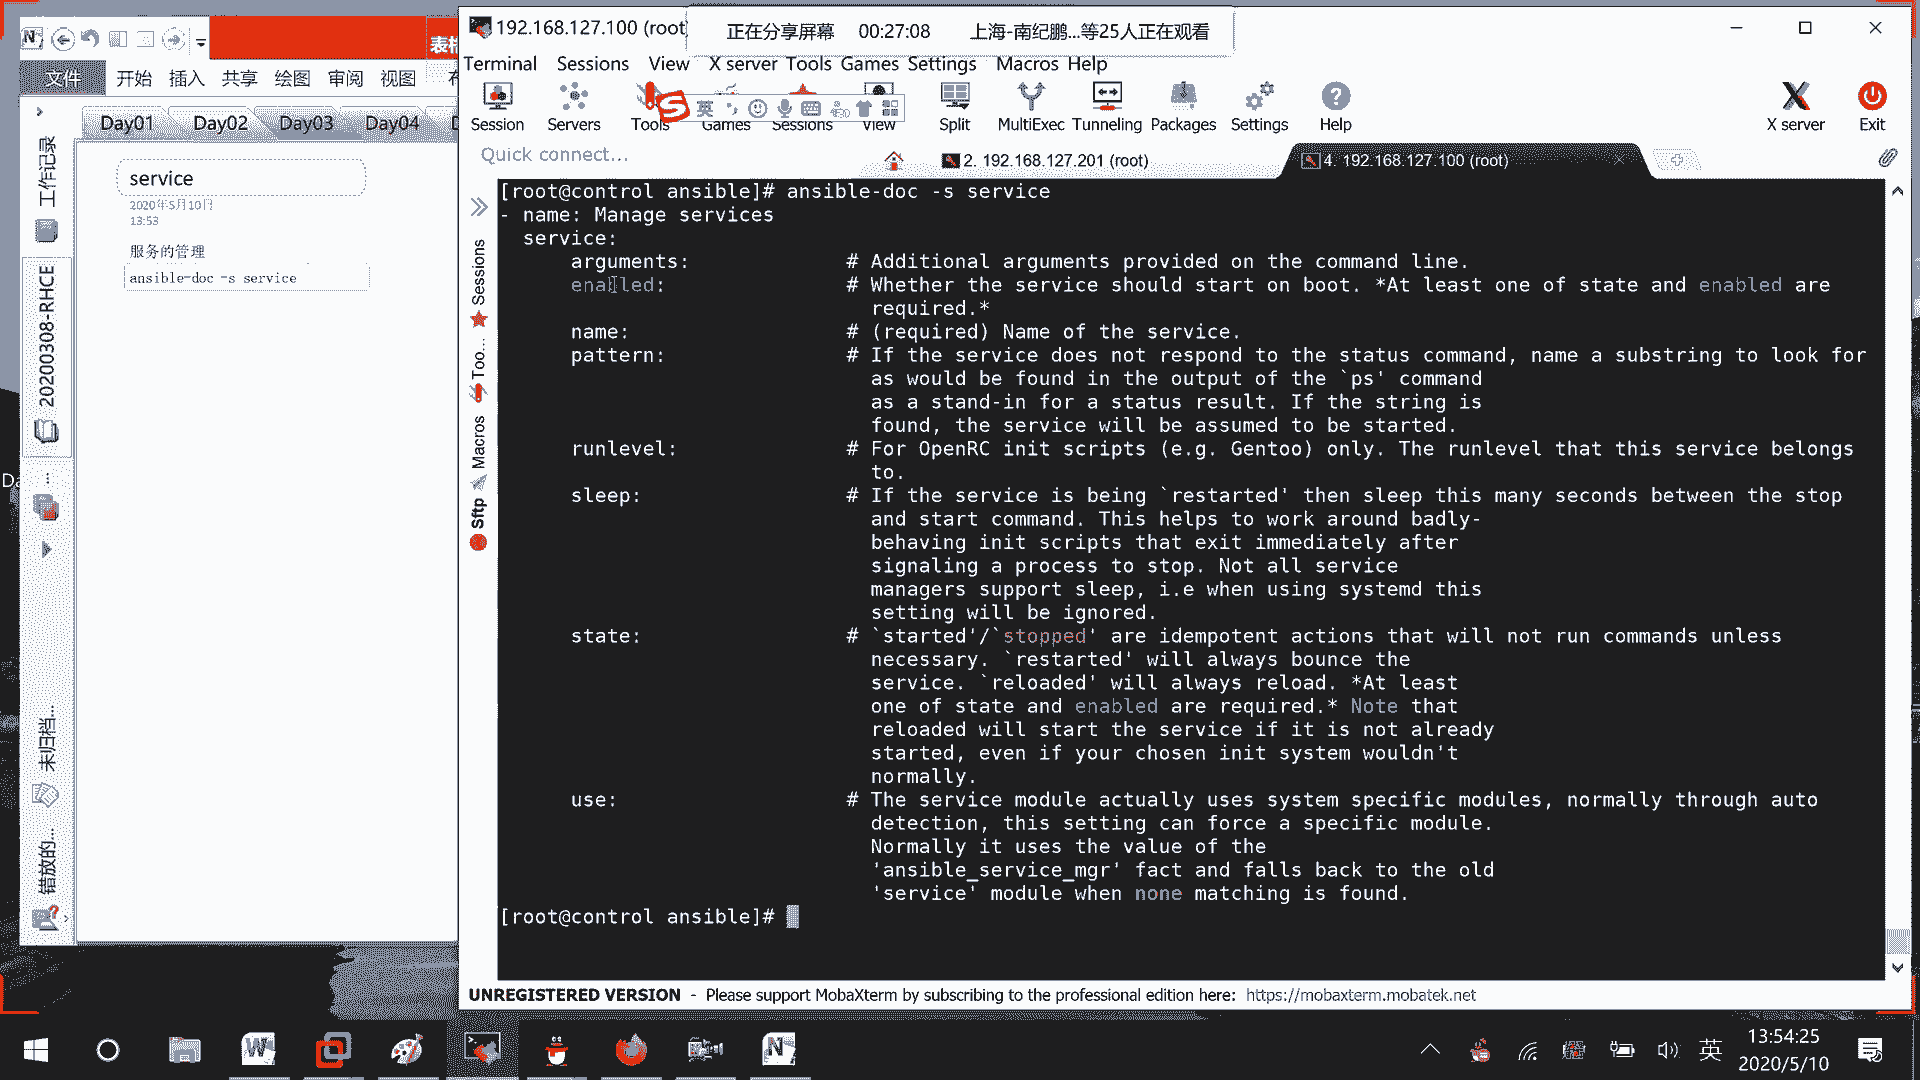 192.168.127.100 (root
正在分享屏幕 00:27:08 上海-南纪鹏...等25人正在观看
表格
文件 开始 插入 共享 绘图 审阅 视图
Terminal Sessions View X server Tools Games Settings Macros Help
英
Session Servers Tools Games Sessions View Split MultiExec Tunneling Packages Settings Help X server Exit
Day01 Day02 Day03 Day04
Quick connect...
2. 192.168.127.201 (root)
4. 192.168.127.100 (root)
工作记录
20200308-RHCE
未归档...
错放的...
service
2020年5月10日
13:53
服务的管理
ansible-doc -s service
Sessions
Too...
Macros
Sftp
[root@control ansible]# ansible-doc -s service
- name: Manage services
service:
arguments: # Additional arguments provided on the command line.
enabled: # Whether the service should start on boot. *At least one of state and enabled are
required.*
name: # (required) Name of the service.
pattern: # If the service does not respond to the status command, name a substring to look for
as would be found in the output of the `ps' command
as a stand-in for a status result. If the string is
found, the service will be assumed to be started.
runlevel: # For OpenRC init scripts (e.g. Gentoo) only. The runlevel that this service belongs
to.
sleep: # If the service is being `restarted' then sleep this many seconds between the stop
and start command. This helps to work around badly-
behaving init scripts that exit immediately after
signaling a process to stop. Not all service
managers support sleep, i.e when using systemd this
setting will be ignored.
state: # `started'/`stopped' are idempotent actions that will not run commands unless
necessary. `restarted' will always bounce the
service. `reloaded' will always reload. *At least
one of state and enabled are required.* Note that
reloaded will start the service if it is not already
started, even if your chosen init system wouldn't
normally.
use: # The service module actually uses system specific modules, normally through auto
detection, this setting can force a specific module.
Normally it uses the value of the
'ansible_service_mgr' fact and falls back to the old
'service' module when none matching is found.
[root@control ansible]#
UNREGISTERED VERSION - Please support MobaXterm by subscribing to the professional edition here: https://mobaxterm.mobatek.net
英
13:54:25
2020/5/10